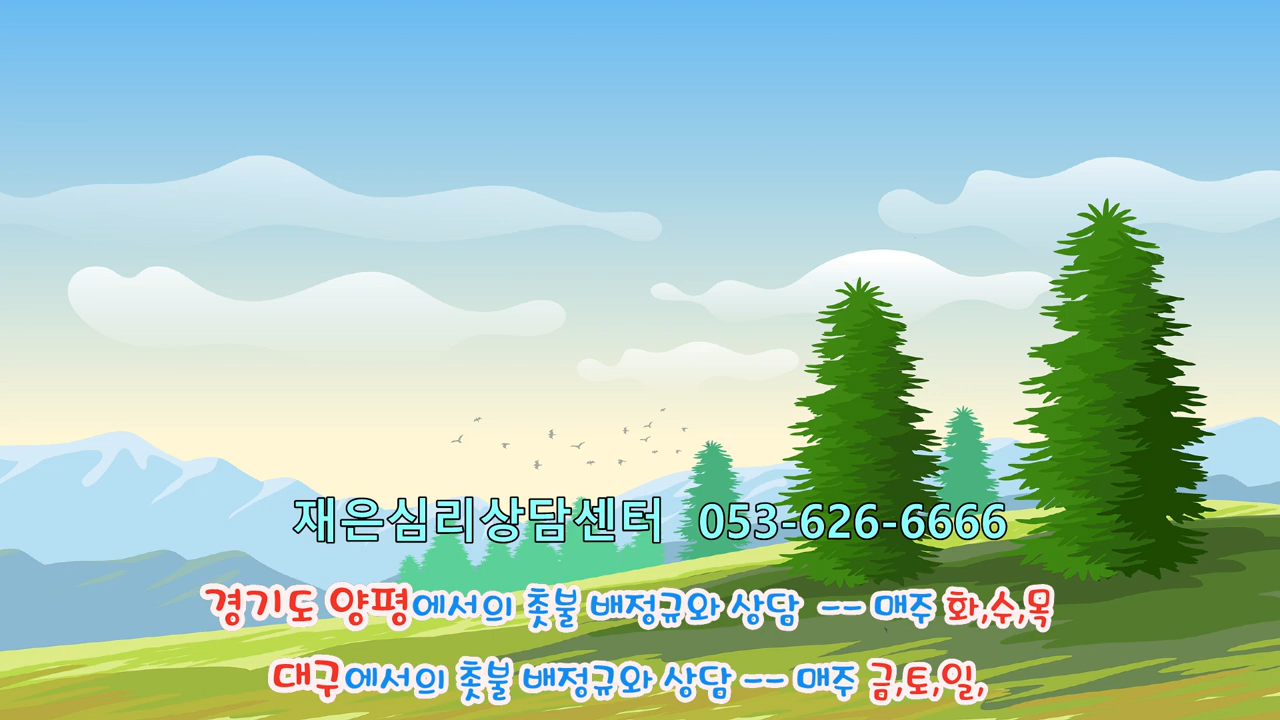 재은심리상담센터 053-626-6666
경기도 양평에서의 촛불 배정규와 상담 -- 매주 화,수,목
대구에서의 촛불 배정규와 상담 -- 매주 금,토,일,